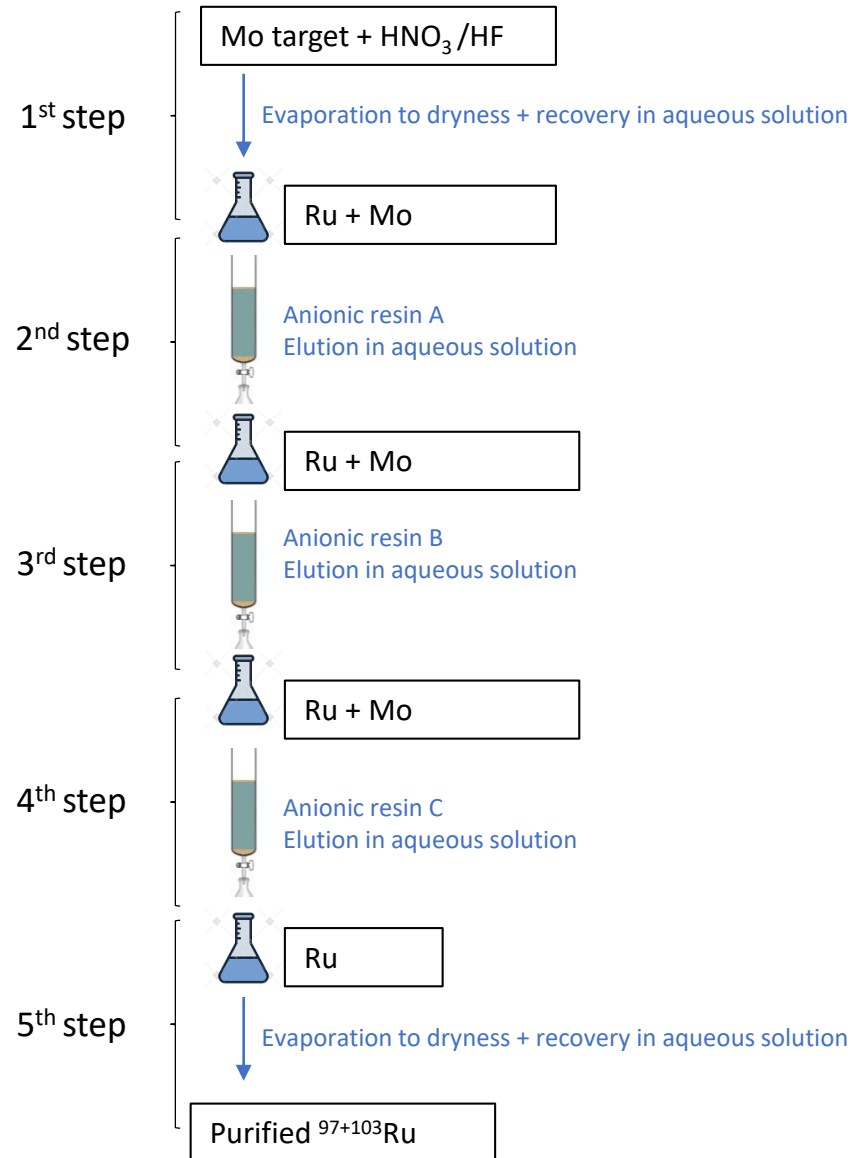 Mo target + HNO₃ /HF
1ˢᵗ step
Evaporation to dryness + recovery in aqueous solution
Ru + Mo
2ⁿᵈ step
Anionic resin A
Elution in aqueous solution
Ru + Mo
3ʳᵈ step
Anionic resin B
Elution in aqueous solution
Ru + Mo
4ᵗʰ step
Anionic resin C
Elution in aqueous solution
Ru
5ᵗʰ step
Evaporation to dryness + recovery in aqueous solution
Purified ⁹⁷⁺¹⁰³Ru